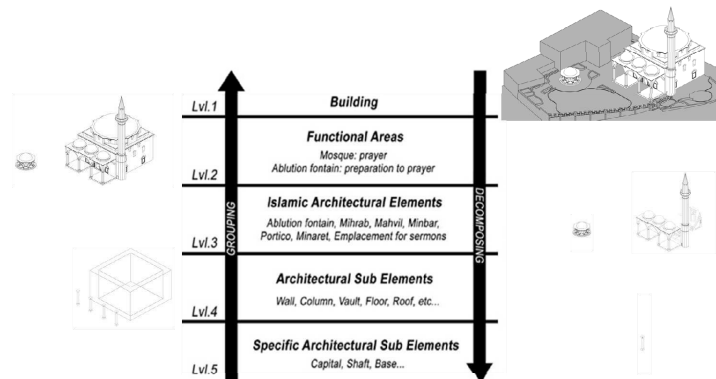 Lvl.1
Building
Functional Areas
Mosque: prayer
Ablution fontain: preparation to prayer
Lvl.2
Islamic Architectural Elements
Ablution fontain, Mihrab, Mahvil, Minbar,
Portico, Minaret, Emplacement for sermons
Lvl.3
Architectural Sub Elements
Wall, Column, Vault, Floor, Roof, etc...
Lvl.4
Specific Architectural Sub Elements
Capital, Shaft, Base...
Lvl.5
GROUPING
DECOMPOSING